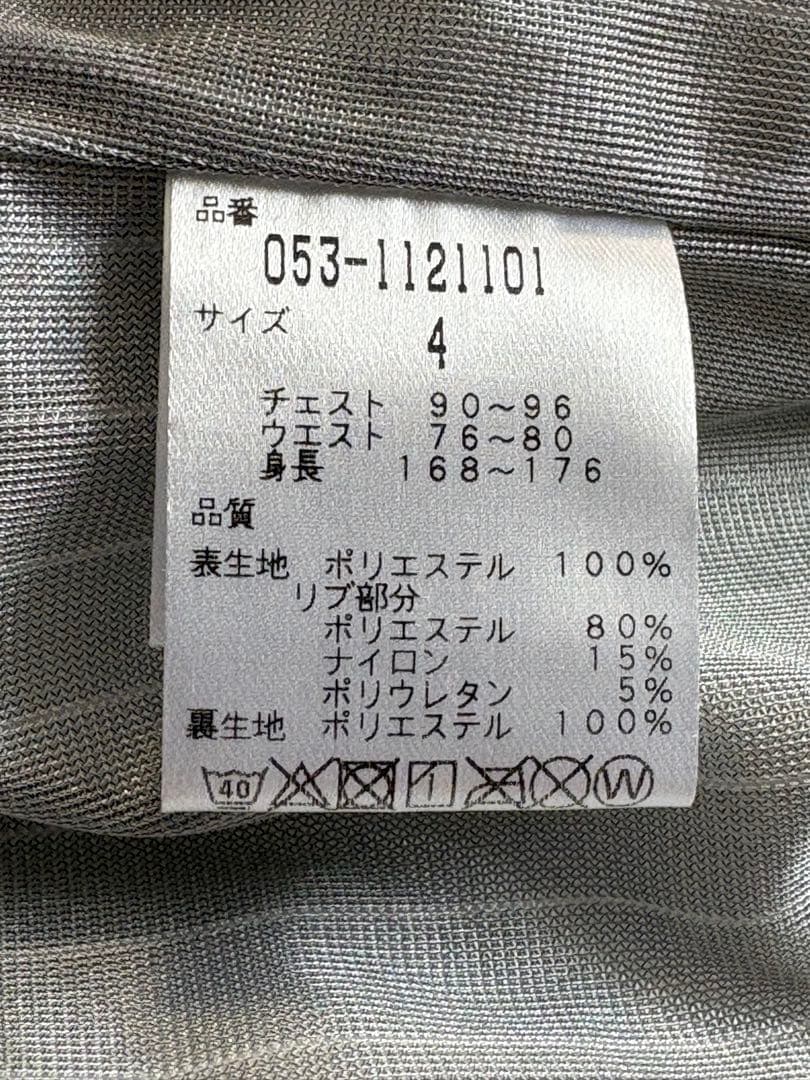 品番
053-1121101
サイズ
4
チェスト 90～96
ウエスト 76～80
身長 168～176
品質
表生地 ポリエステル 100%
リブ部分
ポリエステル 80%
ナイロン 15%
ポリウレタン 5%
裏生地 ポリエステル 100%
40 1 W